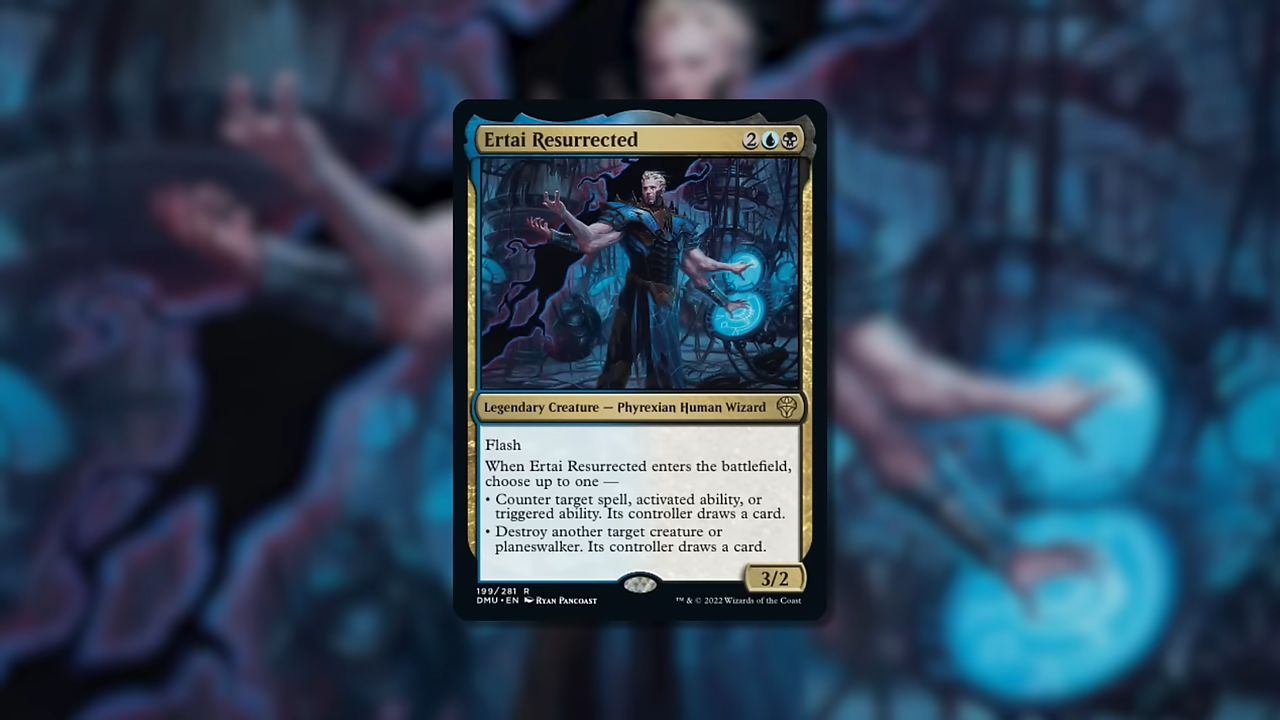 Ertai Resurrected 2
Legendary Creature — Phyrexian Human Wizard
Flash
When Ertai Resurrected enters the battlefield,
choose up to one —
• Counter target spell, activated ability, or
triggered ability. Its controller draws a card.
• Destroy another target creature or
planeswalker. Its controller draws a card.
3/2
199/281 R
DMU • EN Ryan Pancoast ™ & © 2022 Wizards of the Coast